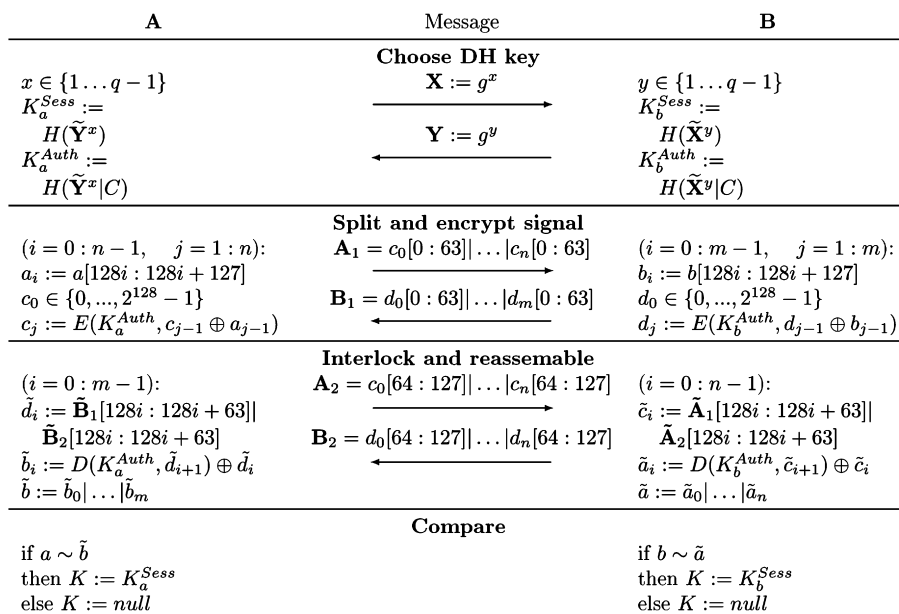 A Message B
Choose DH key
x ∈ {1 … q − 1} X := g^x y ∈ {1 … q − 1}
K_a^{Sess} := K_b^{Sess} :=
H(Ỹ^x) Y := g^y H(X̃^y)
K_a^{Auth} := K_b^{Auth} :=
H(Ỹ^x|C) H(X̃^y|C)
Split and encrypt signal
(i = 0 : n − 1, j = 1 : n): A_1 = c_0[0 : 63]| … |c_n[0 : 63] (i = 0 : m − 1, j = 1 : m):
a_i := a[128i : 128i + 127] b_i := b[128i : 128i + 127]
c_0 ∈ {0, ..., 2^{128} − 1} B_1 = d_0[0 : 63]| … |d_m[0 : 63] d_0 ∈ {0, ..., 2^{128} − 1}
c_j := E(K_a^{Auth}, c_{j−1} ⊕ a_{j−1}) d_j := E(K_b^{Auth}, d_{j−1} ⊕ b_{j−1})
Interlock and reassemable
(i = 0 : m − 1): A_2 = c_0[64 : 127]| … |c_n[64 : 127] (i = 0 : n − 1):
d̃_i := B̃_1[128i : 128i + 63]| c̃_i := Ã_1[128i : 128i + 63]|
B̃_2[128i : 128i + 63] B_2 = d_0[64 : 127]| … |d_n[64 : 127] Ã_2[128i : 128i + 63]
b̃_i := D(K_a^{Auth}, d̃_{i+1}) ⊕ d̃_i ã_i := D(K_b^{Auth}, c̃_{i+1}) ⊕ c̃_i
b̃ := b̃_0| … |b̃_m ã := ã_0| … |ã_n
Compare
if a ∼ b̃ if b ∼ ã
then K := K_a^{Sess} then K := K_b^{Sess}
else K := null else K := null